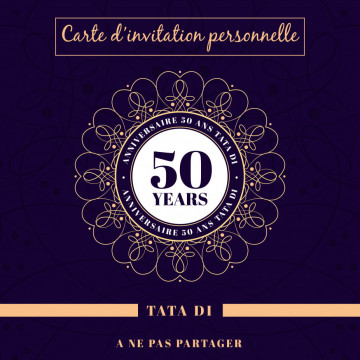 Carte d'invitation personnelle
• ANNIVERSAIRE 50 ANS TATA DI •
50
YEARS
ANNIVERSAIRE 50 ANS TATA DI
TATA DI
A NE PAS PARTAGER